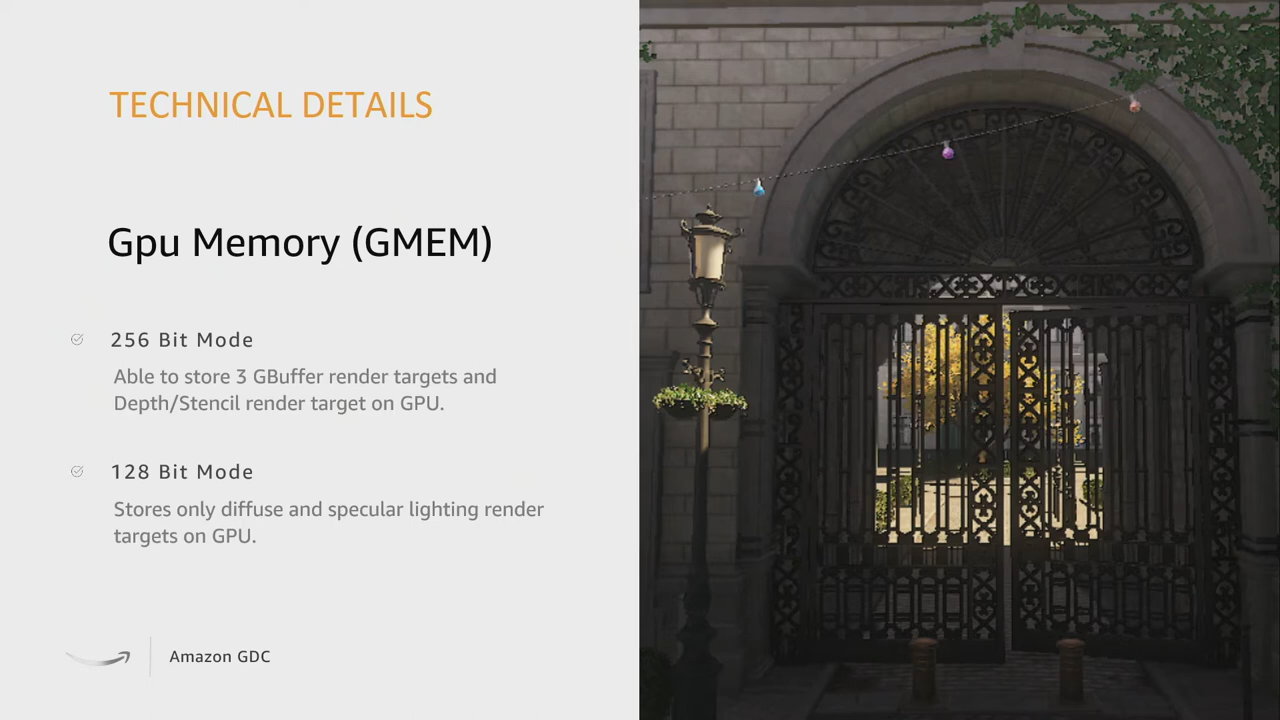 TECHNICAL DETAILS
Gpu Memory (GMEM)
256 Bit Mode
Able to store 3 GBuffer render targets and
Depth/Stencil render target on GPU.
128 Bit Mode
Stores only diffuse and specular lighting render
targets on GPU.
Amazon GDC